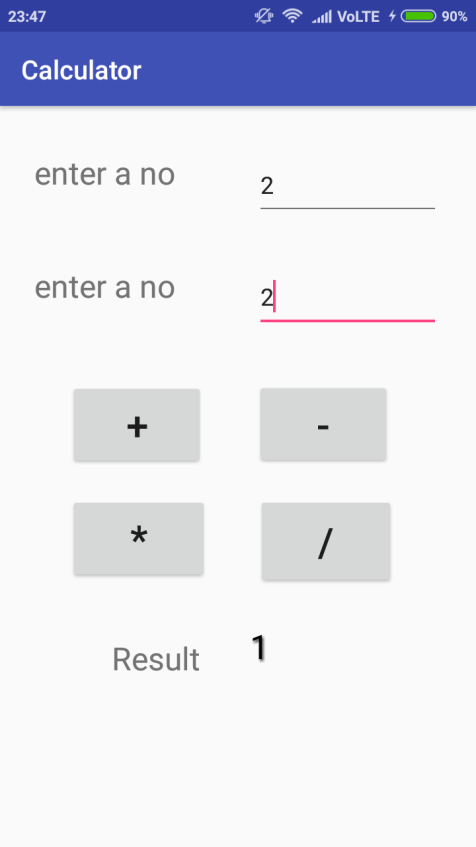 23:47 VoLTE 90%
Calculator
enter a no 2
enter a no 2
+ -
* /
Result 1